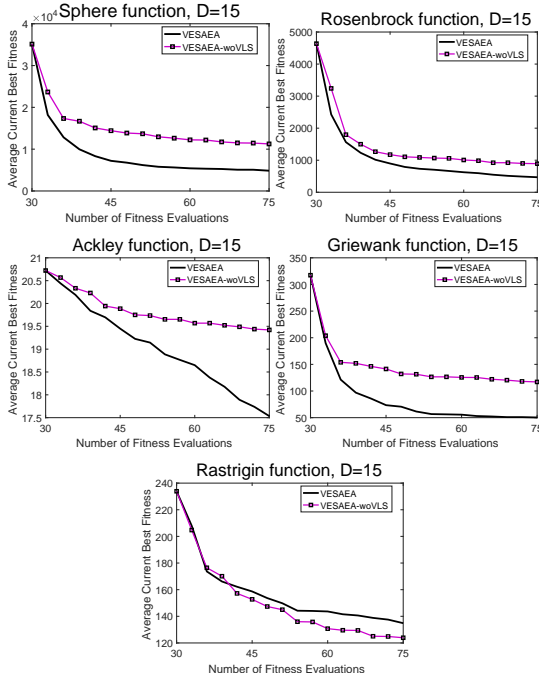 Sphere function, D=15
×10⁴
4
3
2
1
0
30
45
60
75
Average Current Best Fitness
Number of Fitness Evaluations
VESAEA
VESAEA-woVLS
Rosenbrock function, D=15
5000
4000
3000
2000
1000
0
30
45
60
75
Average Current Best Fitness
Number of Fitness Evaluations
VESAEA
VESAEA-woVLS
Ackley function, D=15
21
20.5
20
19.5
19
18.5
18
17.5
30
45
60
75
Average Current Best Fitness
Number of Fitness Evaluations
VESAEA
VESAEA-woVLS
Griewank function, D=15
350
300
250
200
150
100
50
30
45
60
75
Average Current Best Fitness
Number of Fitness Evaluations
VESAEA
VESAEA-woVLS
Rastrigin function, D=15
240
220
200
180
160
140
120
30
45
60
75
Average Current Best Fitness
Number of Fitness Evaluations
VESAEA
VESAEA-woVLS